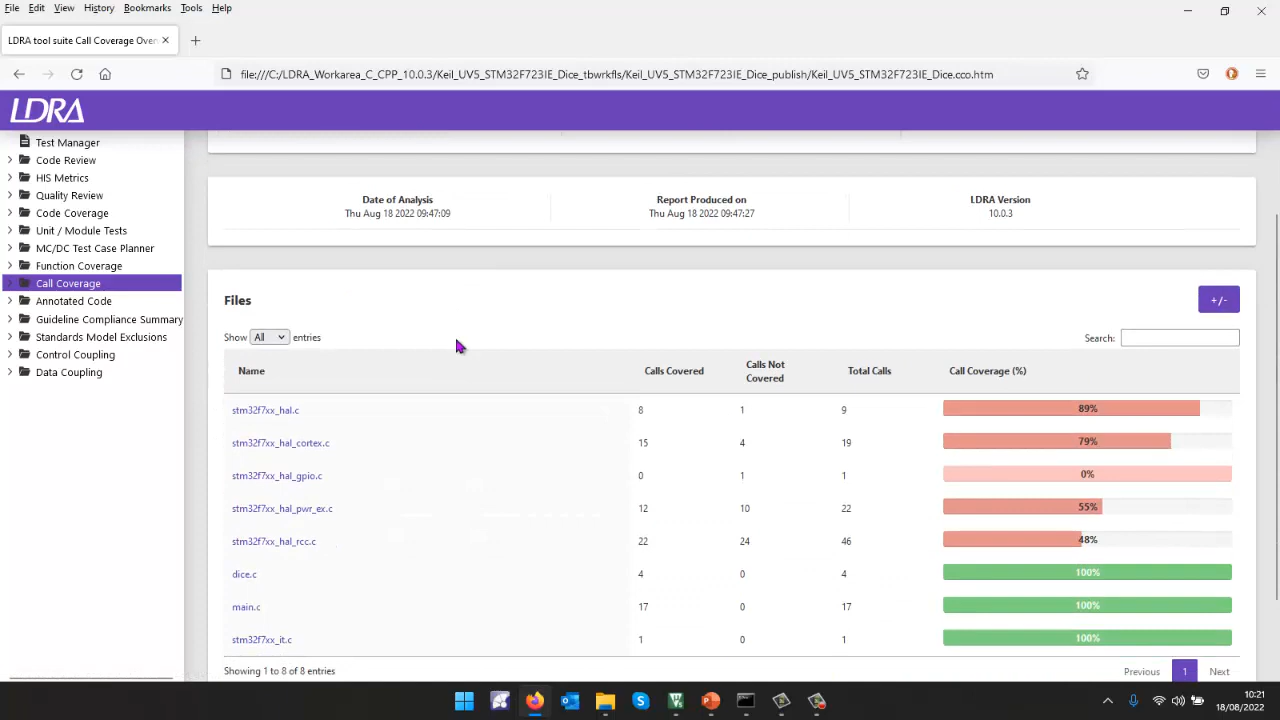 File Edit View History Bookmarks Tools Help
LDRA tool suite Call Coverage Over
file:///C:/LDRA_Workarea_C_CPP_10.0.3/Keil_UV5_STM32F723IE_Dice_tbwrkfls/Keil_UV5_STM32F723IE_Dice_publish/Keil_UV5_STM32F723IE_Dice.cco.htm
LDRA
Test Manager
Code Review
HIS Metrics
Quality Review
Code Coverage
Unit / Module Tests
MC/DC Test Case Planner
Function Coverage
Call Coverage
Annotated Code
Guideline Compliance Summary
Standards Model Exclusions
Control Coupling
Data Coupling
Date of Analysis Report Produced on LDRA Version
Thu Aug 18 2022 09:47:09 Thu Aug 18 2022 09:47:27 10.0.3
Files +/-
Show All entries Search:
Name Calls Covered Calls Not Covered Total Calls Call Coverage (%)
stm32f7xx_hal.c 8 1 9 89%
stm32f7xx_hal_cortex.c 15 4 19 79%
stm32f7xx_hal_gpio.c 0 1 1 0%
stm32f7xx_hal_pwr_ex.c 12 10 22 55%
stm32f7xx_hal_rcc.c 22 24 46 48%
dice.c 4 0 4 100%
main.c 17 0 17 100%
stm32f7xx_it.c 1 0 1 100%
Showing 1 to 8 of 8 entries Previous 1 Next
10:21
18/08/2022